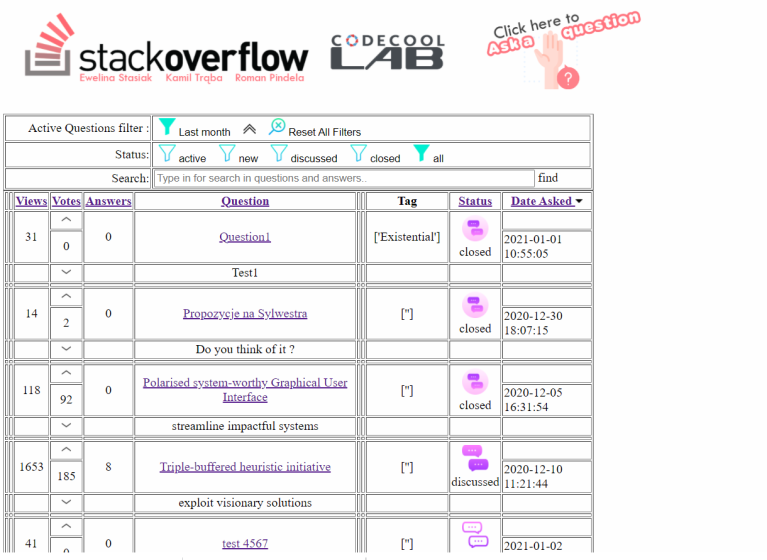 stackoverflow
Ewelina Stasiak Kamil Trąba Roman Pindela
CODECOOL
LAB
Click here to
Ask a question
?
Active Questions filter : Last month Reset All Filters
Status: active new discussed closed all
Search: Type in for search in questions and answers.. find
Views Votes Answers Question Tag Status Date Asked
31 0 0 Question1 ['Existential'] closed 2021-01-01
10:55:05
Test1
14 2 0 Propozycje na Sylwestra [''] closed 2020-12-30
18:07:15
Do you think of it ?
118 92 0 Polarised system-worthy Graphical User
Interface [''] closed 2020-12-05
16:31:54
streamline impactful systems
1653 185 8 Triple-buffered heuristic initiative [''] discussed 2020-12-10
11:21:44
exploit visionary solutions
41 0 0 test 4567 [''] 2021-01-02